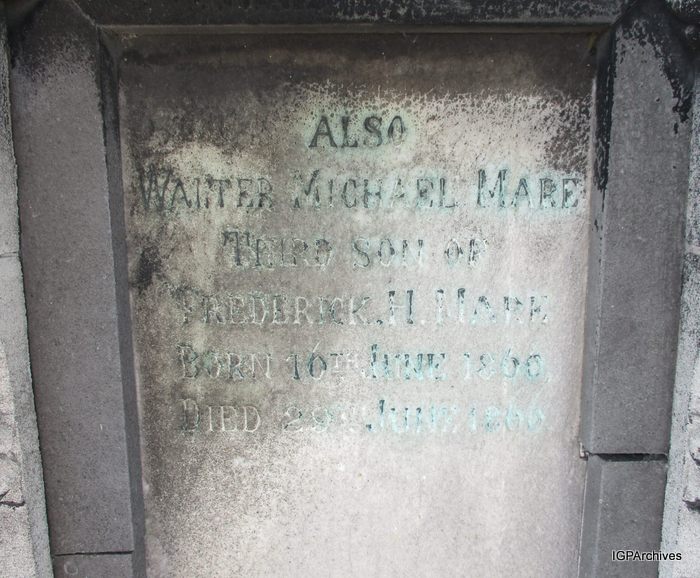 ALSO
WALTER MICHAEL MARE
THIRD SON OF
FREDERICK. H. MARE
BORN 16TH JUNE 1866.
DIED 29TH JUNE 1866
IGPArchives